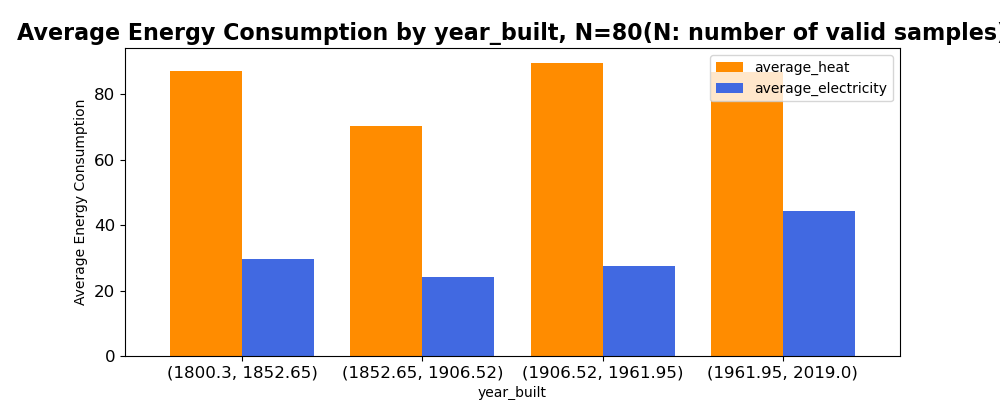 Average Energy Consumption by year_built, N=80(N: number of valid samples)
average_heat
average_electricity
Average Energy Consumption
80
60
40
20
0
(1800.3, 1852.65) (1852.65, 1906.52) (1906.52, 1961.95) (1961.95, 2019.0)
year_built